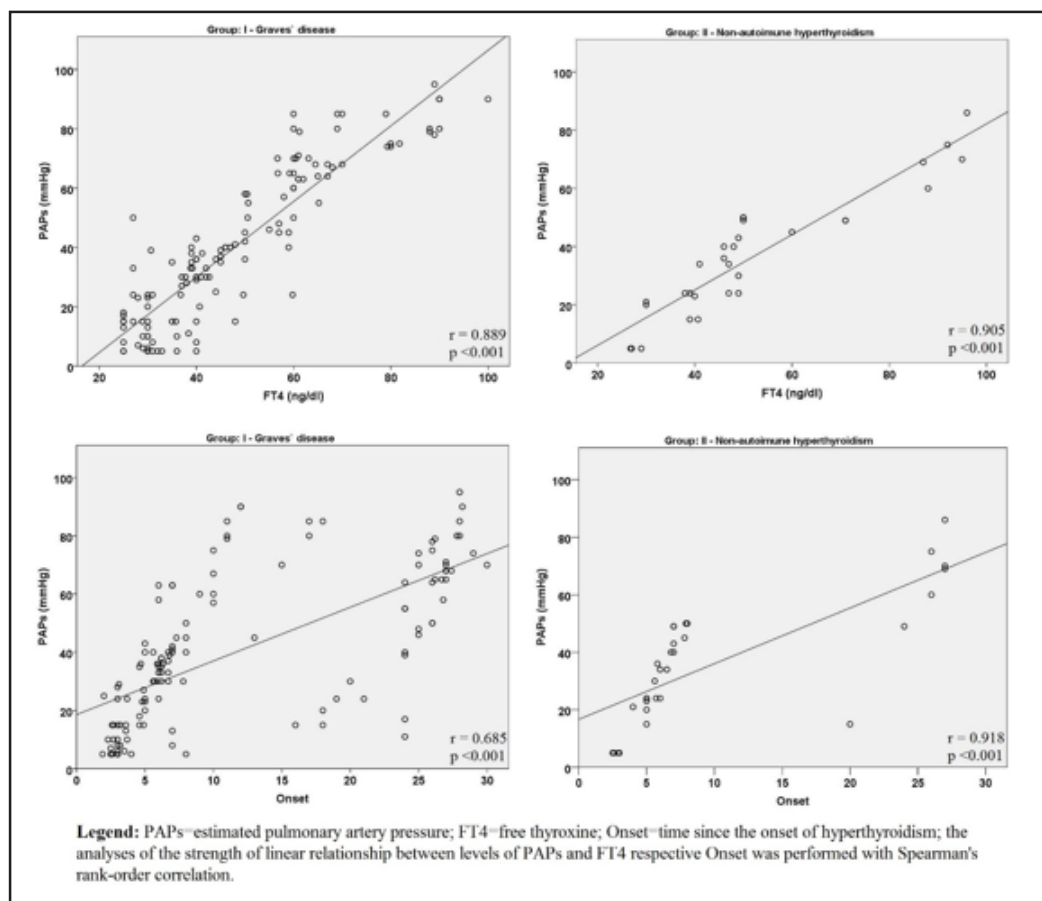 Group: I - Graves´ disease
PAPs (mmHg)
100
80
60
40
20
0
20 40 60 80 100
FT4 (ng/dl)
r = 0.889
p <0.001
Group: II - Non-autoimune hyperthyroidism
PAPs (mmHg)
100
80
60
40
20
0
20 40 60 80 100
FT4 (ng/dl)
r = 0.905
p <0.001
Group: I - Graves´ disease
PAPs (mmHg)
100
80
60
40
20
0
0 5 10 15 20 25 30
Onset
r = 0.685
p <0.001
Group: II - Non-autoimune hyperthyroidism
PAPs (mmHg)
100
80
60
40
20
0
0 5 10 15 20 25 30
Onset
r = 0.918
p <0.001
Legend: PAPs=estimated pulmonary artery pressure; FT4=free thyroxine; Onset=time since the onset of hyperthyroidism; the
analyses of the strength of linear relationship between levels of PAPs and FT4 respective Onset was performed with Spearman's
rank-order correlation.